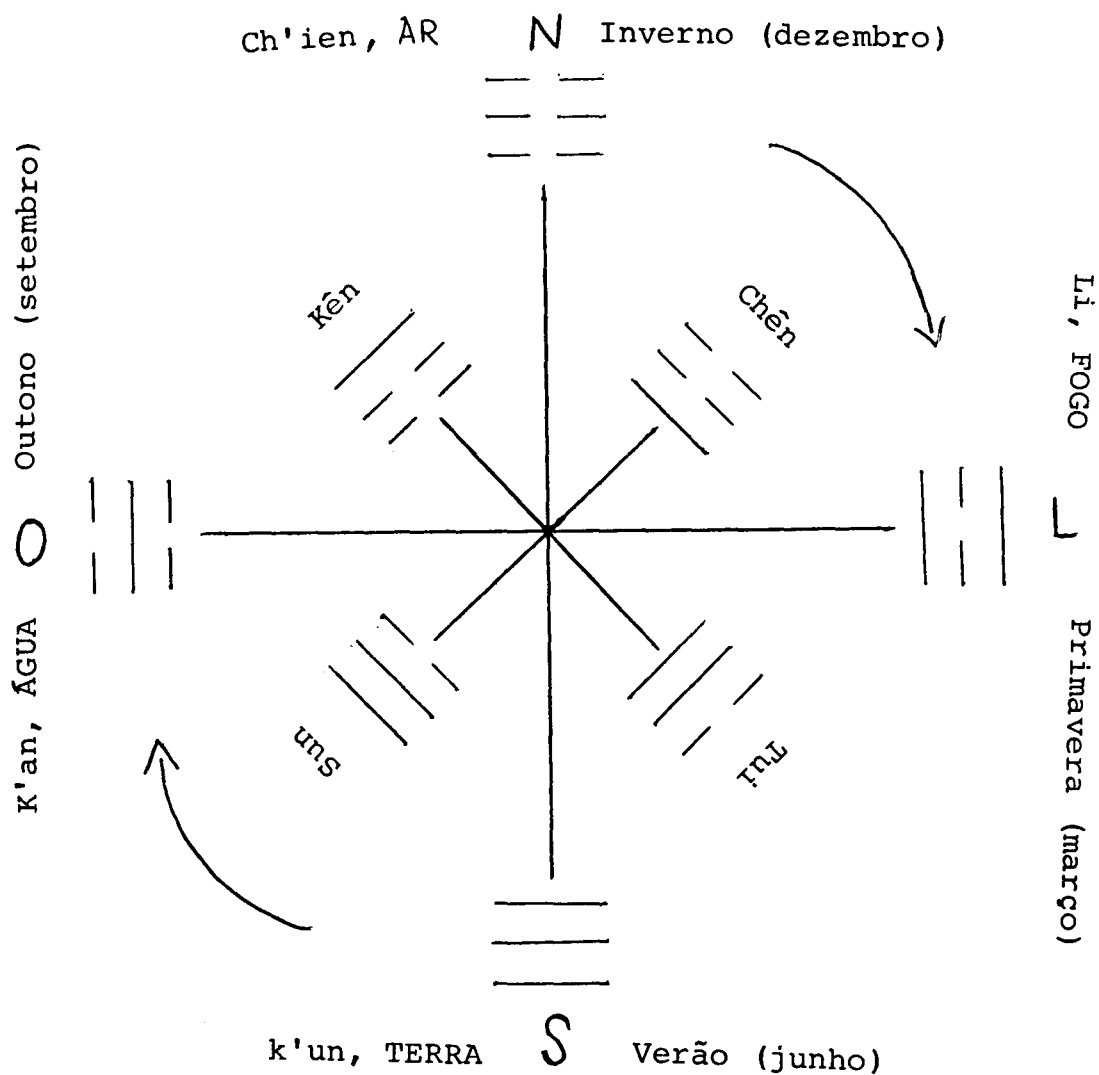 Ch'ien, AR N Inverno (dezembro)
Kên
Chên
Outono (setembro)
O
K'an, ÁGUA
Li, FOGO
L
Primavera (março)
Sun
Tui
k'un, TERRA S Verão (junho)